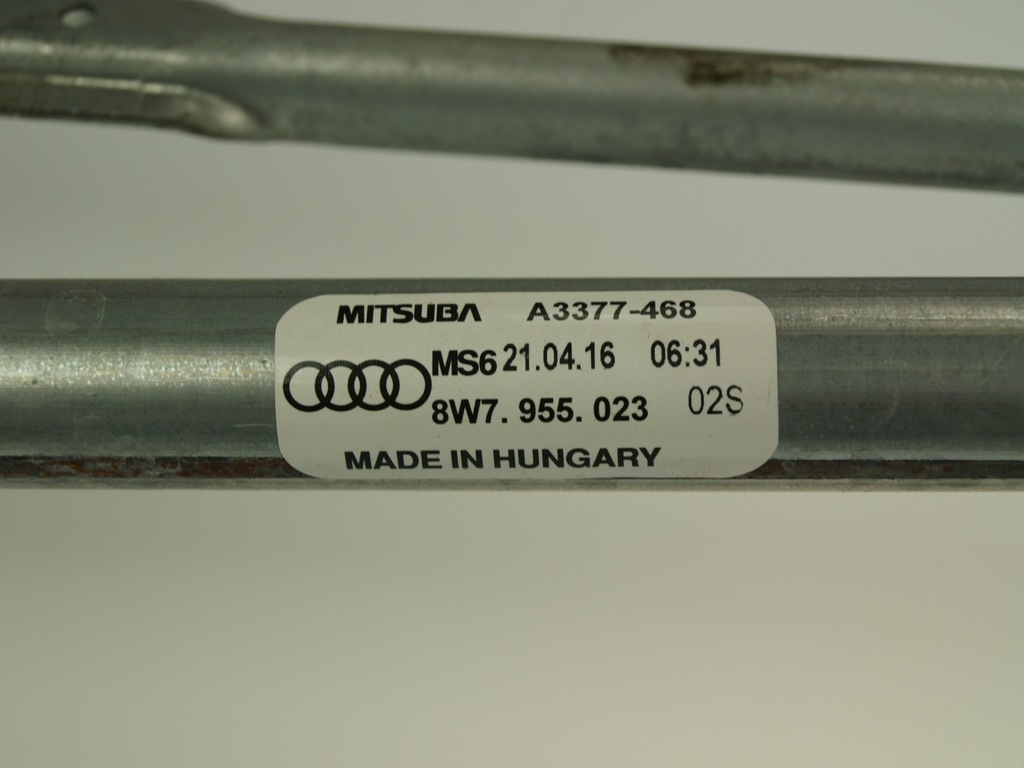 MITSUBA A3377-468
MS6 21.04.16 06:31
8W7. 955. 023 02S
MADE IN HUNGARY